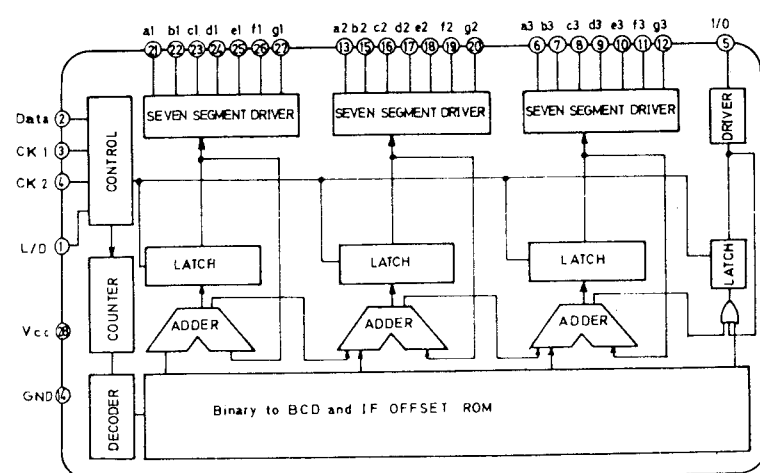 a1 b1 c1 d1 e1 f1 g1 a2 b2 c2 d2 e2 f2 g2 a3 b3 c3 d3 e3 f3 g3 I/O
21 22 23 24 25 26 27 13 15 16 17 18 19 20 6 7 8 9 10 11 12 5
SEVEN SEGMENT DRIVER SEVEN SEGMENT DRIVER SEVEN SEGMENT DRIVER DRIVER
Data 2
CK 1 3
CK 2 4
CONTROL
L/D 1
LATCH LATCH LATCH LATCH
COUNTER
Vcc 28
ADDER ADDER ADDER
GND 14
DECODER
Binary to BCD and IF OFFSET ROM